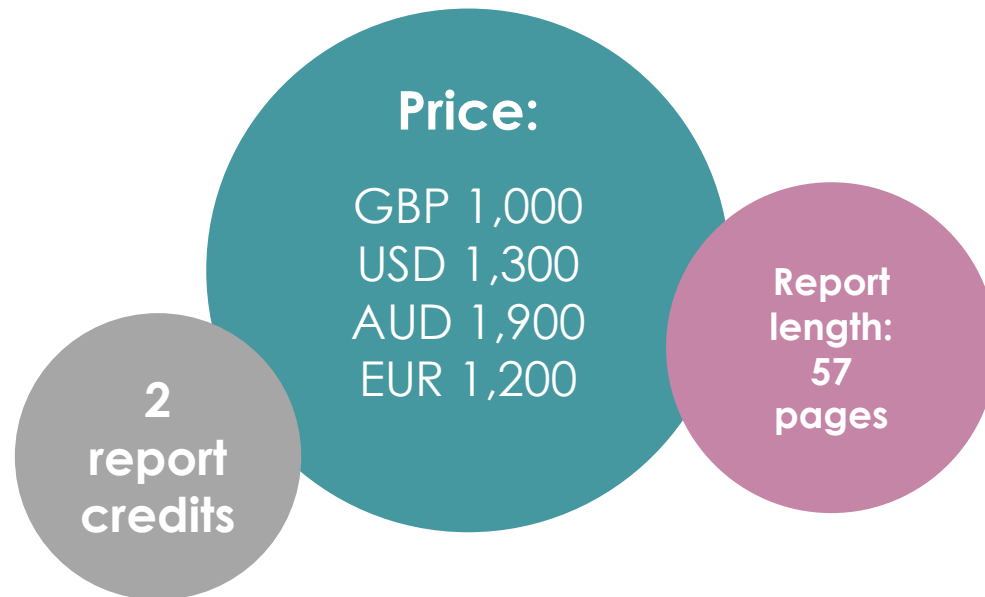 Price:
GBP 1,000
USD 1,300
AUD 1,900
EUR 1,200
Report
length:
57
pages
2
report
credits